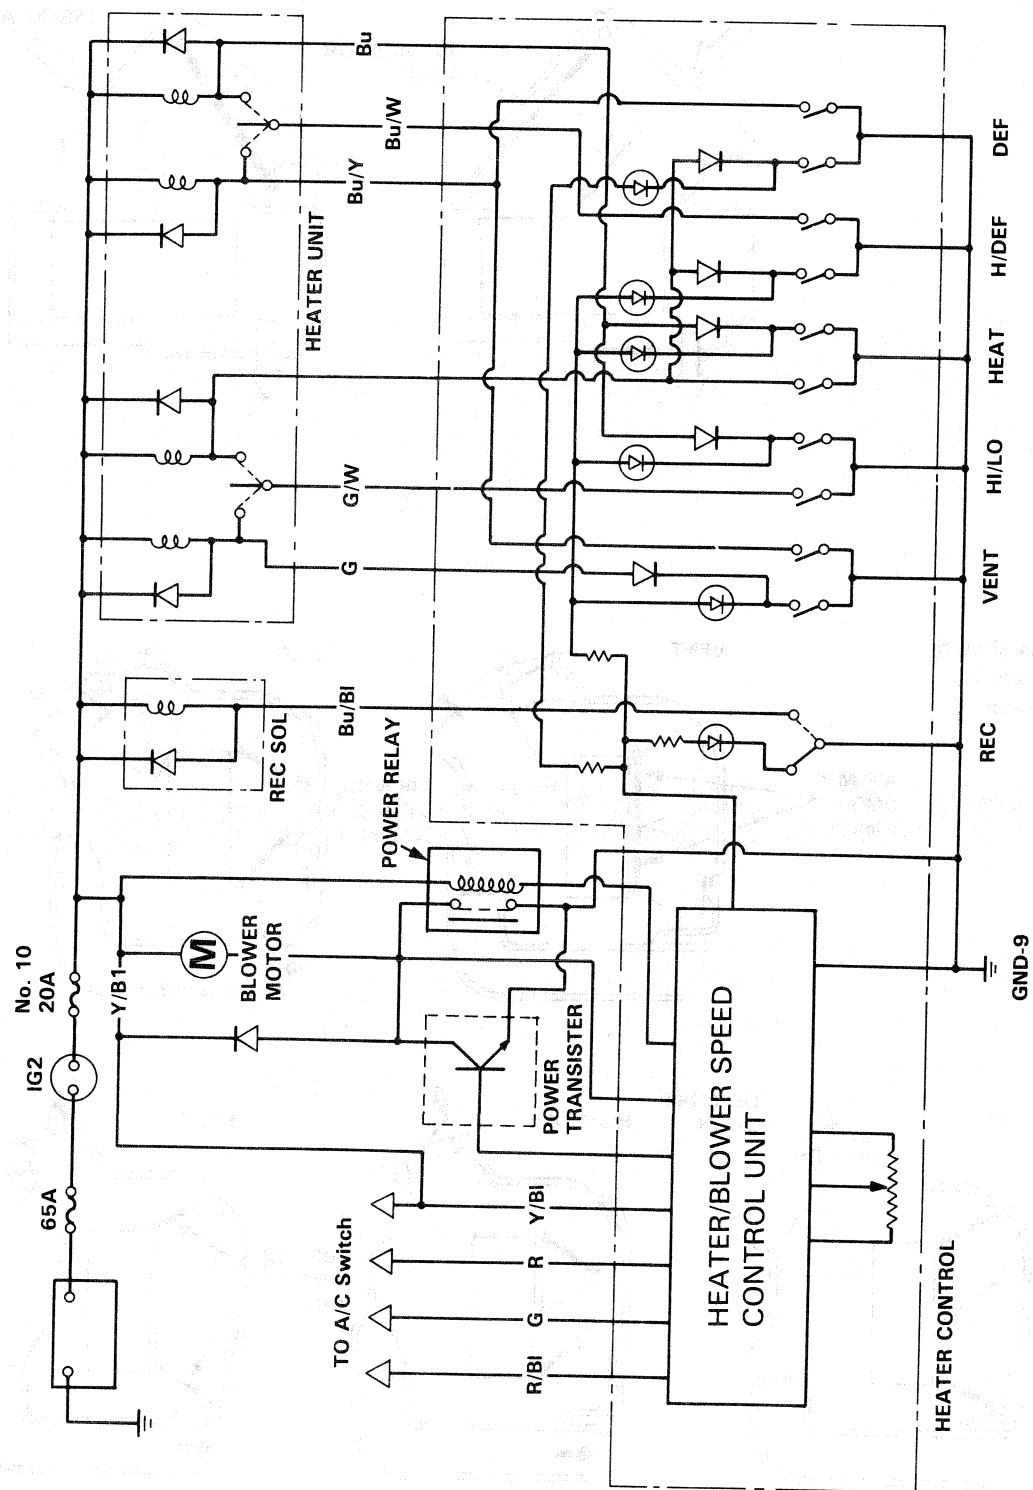 Bu
Bu/W
Bu/Y
HEATER UNIT
G/W
G
DEF
H/DEF
HEAT
HI/LO
VENT
REC
Bu/Bl
REC SOL
POWER RELAY
No. 10
20A
Y/B1
M
BLOWER
MOTOR
IG2
POWER
TRANSISTER
65A
TO A/C Switch
Y/Bl
R
G
R/Bl
HEATER/BLOWER SPEED
CONTROL UNIT
GND-9
HEATER CONTROL